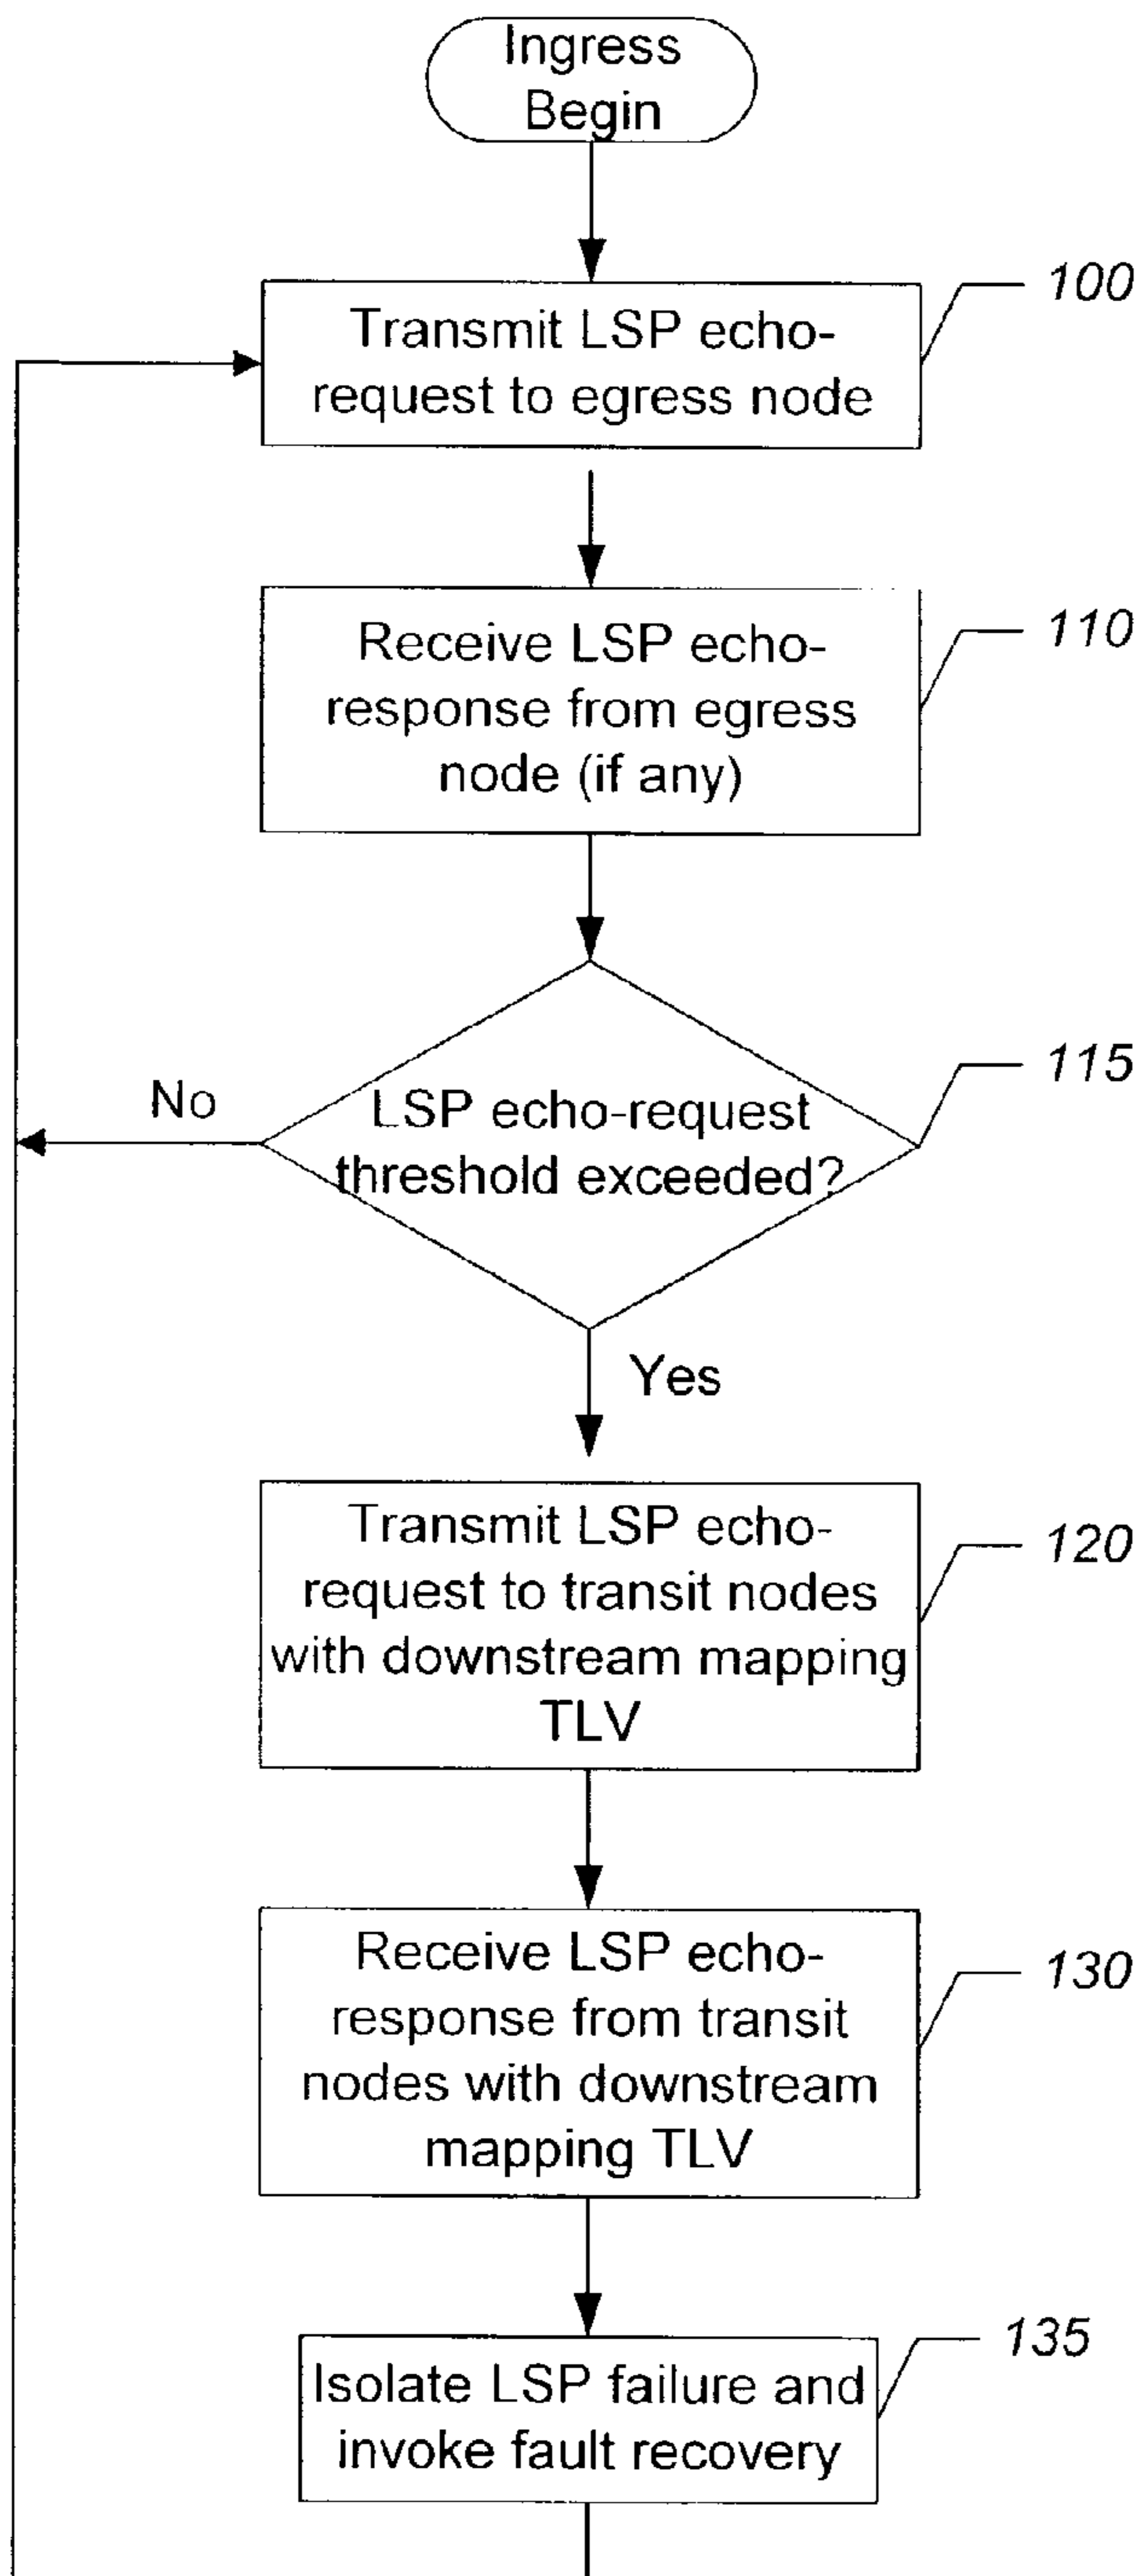 Ingress
Begin
100
Transmit LSP echo-
request to egress node
110
Receive LSP echo-
response from egress
node (if any)
115
No
LSP echo-request
threshold exceeded?
Yes
120
Transmit LSP echo-
request to transit nodes
with downstream mapping
TLV
130
Receive LSP echo-
response from transit
nodes with downstream
mapping TLV
135
Isolate LSP failure and
invoke fault recovery